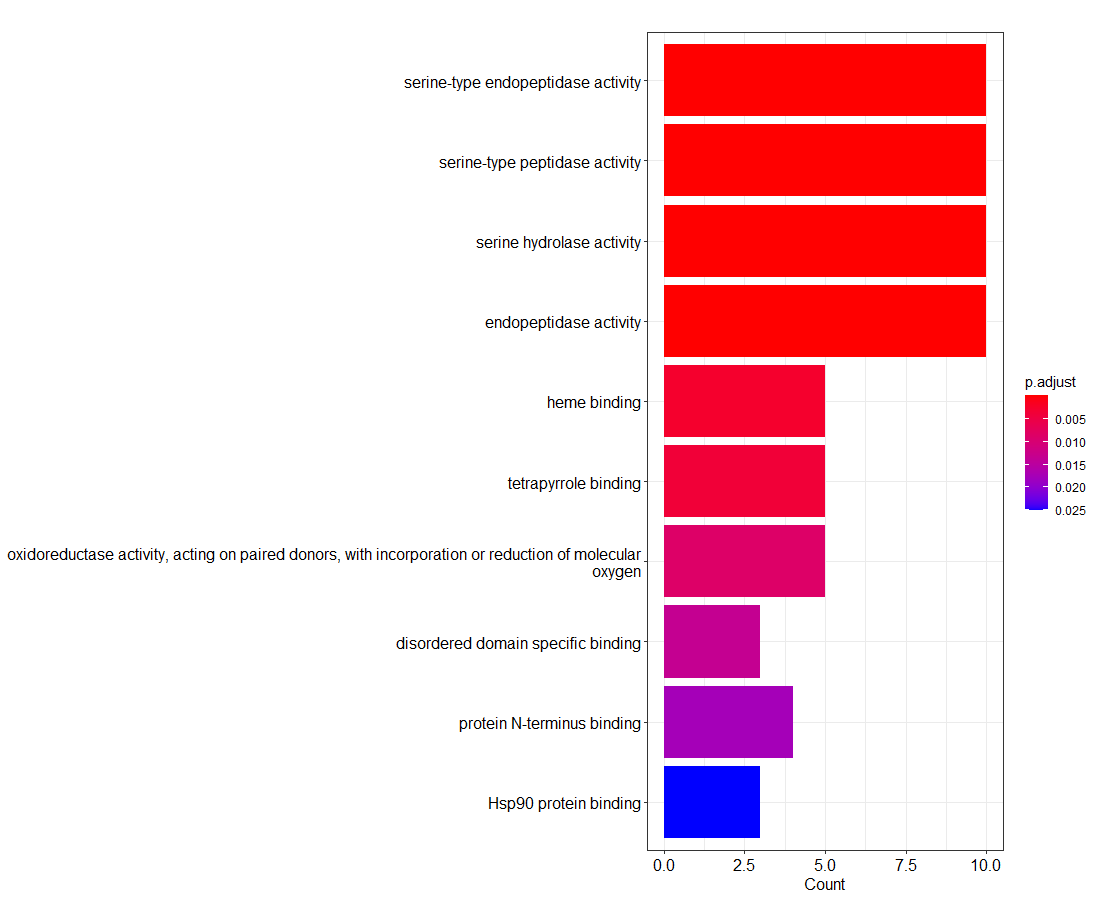 serine-type endopeptidase activity
serine-type peptidase activity
serine hydrolase activity
endopeptidase activity
heme binding
tetrapyrrole binding
oxidoreductase activity, acting on paired donors, with incorporation or reduction of molecular
oxygen
disordered domain specific binding
protein N-terminus binding
Hsp90 protein binding
0.0 2.5 5.0 7.5 10.0
Count
p.adjust
0.005
0.010
0.015
0.020
0.025